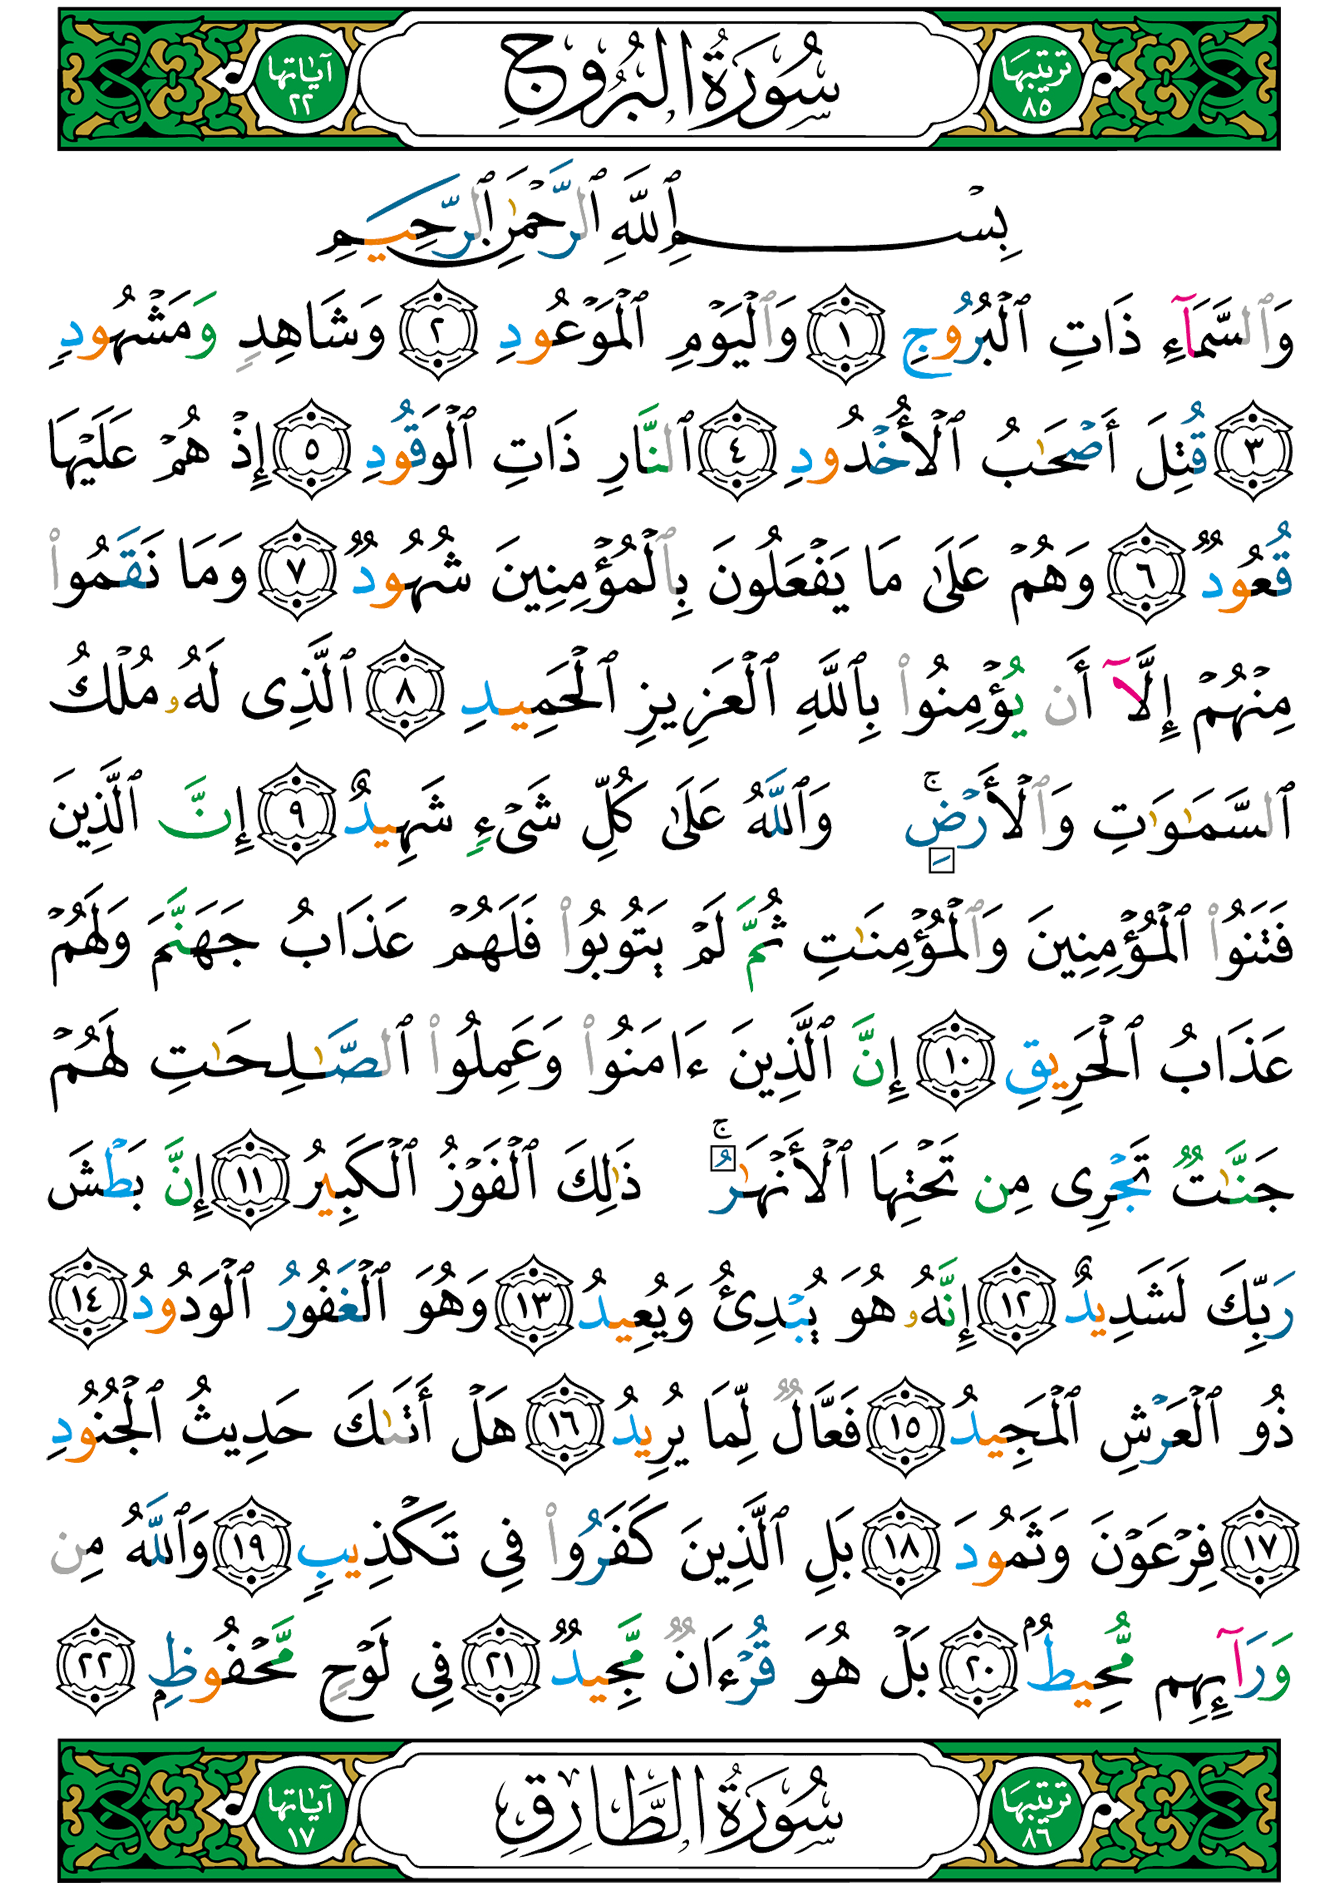 ترتيبها ٨٥ سُورَةُ البُرُوجِ آياتها ٢٢
بِسْمِ ٱللَّهِ ٱلرَّحْمَٰنِ ٱلرَّحِيمِ
وَٱلسَّمَآءِ ذَاتِ ٱلْبُرُوجِ ١ وَٱلْيَوْمِ ٱلْمَوْعُودِ ٢ وَشَاهِدٍ وَمَشْهُودٍ
٣ قُتِلَ أَصْحَٰبُ ٱلْأُخْدُودِ ٤ ٱلنَّارِ ذَاتِ ٱلْوَقُودِ ٥ إِذْ هُمْ عَلَيْهَا
قُعُودٌ ٦ وَهُمْ عَلَىٰ مَا يَفْعَلُونَ بِٱلْمُؤْمِنِينَ شُهُودٌ ٧ وَمَا نَقَمُوا۟
مِنْهُمْ إِلَّآ أَن يُؤْمِنُوا۟ بِٱللَّهِ ٱلْعَزِيزِ ٱلْحَمِيدِ ٨ ٱلَّذِى لَهُۥ مُلْكُ
ٱلسَّمَٰوَٰتِ وَٱلْأَرْضِۚ وَٱللَّهُ عَلَىٰ كُلِّ شَىْءٍ شَهِيدٌ ٩ إِنَّ ٱلَّذِينَ
فَتَنُوا۟ ٱلْمُؤْمِنِينَ وَٱلْمُؤْمِنَٰتِ ثُمَّ لَمْ يَتُوبُوا۟ فَلَهُمْ عَذَابُ جَهَنَّمَ وَلَهُمْ
عَذَابُ ٱلْحَرِيقِ ١٠ إِنَّ ٱلَّذِينَ ءَامَنُوا۟ وَعَمِلُوا۟ ٱلصَّٰلِحَٰتِ لَهُمْ
جَنَّٰتٌ تَجْرِى مِن تَحْتِهَا ٱلْأَنْهَٰرُۚ ذَٰلِكَ ٱلْفَوْزُ ٱلْكَبِيرُ ١١ إِنَّ بَطْشَ
رَبِّكَ لَشَدِيدٌ ١٢ إِنَّهُۥ هُوَ يُبْدِئُ وَيُعِيدُ ١٣ وَهُوَ ٱلْغَفُورُ ٱلْوَدُودُ ١٤
ذُو ٱلْعَرْشِ ٱلْمَجِيدُ ١٥ فَعَّالٌ لِّمَا يُرِيدُ ١٦ هَلْ أَتَىٰكَ حَدِيثُ ٱلْجُنُودِ
١٧ فِرْعَوْنَ وَثَمُودَ ١٨ بَلِ ٱلَّذِينَ كَفَرُوا۟ فِى تَكْذِيبٍ ١٩ وَٱللَّهُ مِن
وَرَآئِهِم مُّحِيطٌۢ ٢٠ بَلْ هُوَ قُرْءَانٌ مَّجِيدٌ ٢١ فِى لَوْحٍ مَّحْفُوظٍۭ ٢٢
ترتيبها ٨٦ سُورَةُ الطَّارِقِ آياتها ١٧